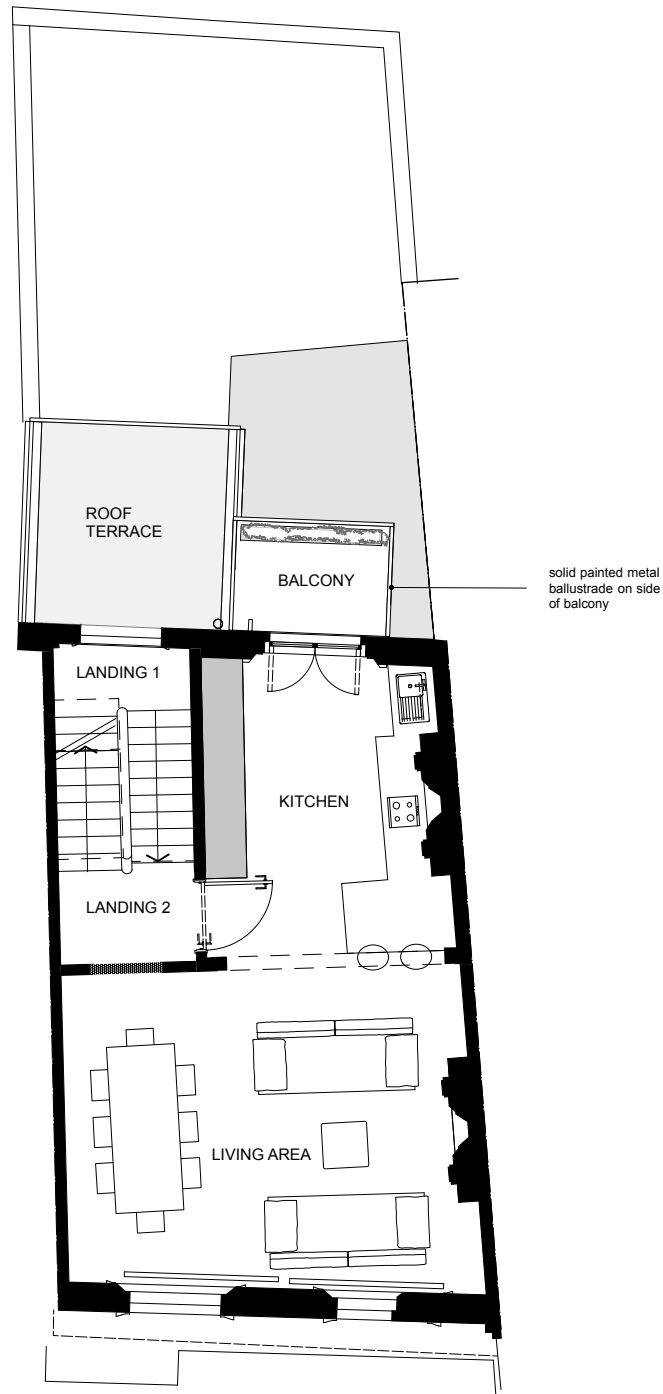 ROOF
TERRACE
BALCONY
solid painted metal
ballustrade on side
of balcony
LANDING 1
KITCHEN
LANDING 2
LIVING AREA